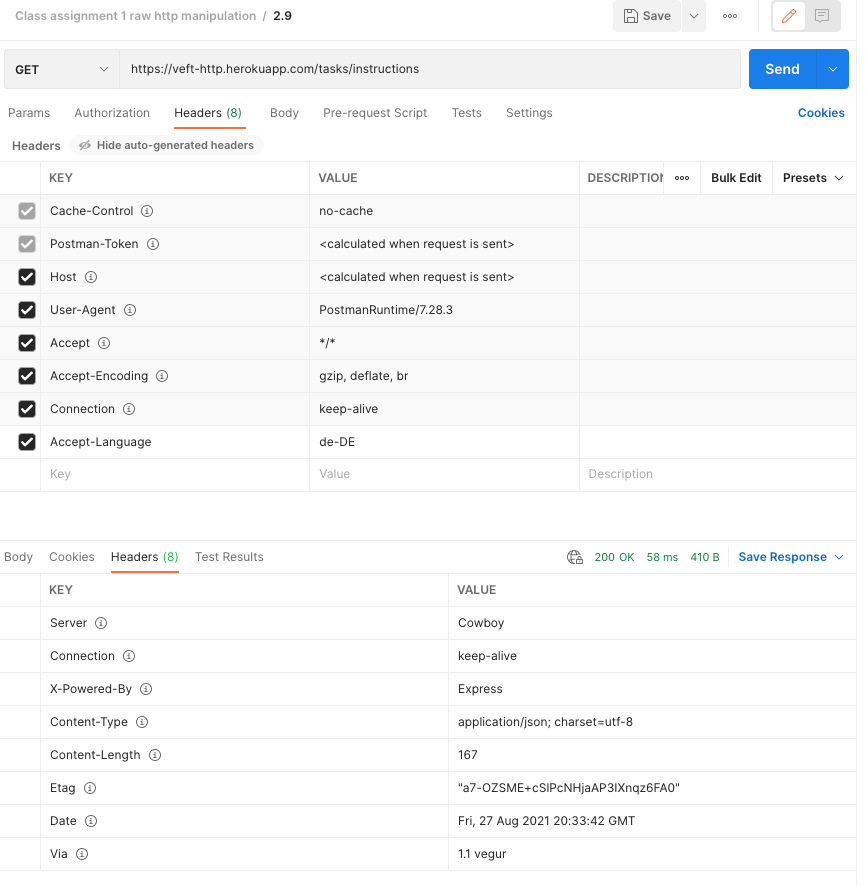 Class assignment 1 raw http manipulation / 2.9
Save
GET
https://veft-http.herokuapp.com/tasks/instructions
Send
Params Authorization Headers (8) Body Pre-request Script Tests Settings Cookies
Headers Hide auto-generated headers
KEY VALUE DESCRIPTION Bulk Edit Presets
Cache-Control no-cache
Postman-Token <calculated when request is sent>
Host <calculated when request is sent>
User-Agent PostmanRuntime/7.28.3
Accept */*
Accept-Encoding gzip, deflate, br
Connection keep-alive
Accept-Language de-DE
Key Value Description
Body Cookies Headers (8) Test Results 200 OK 58 ms 410 B Save Response
KEY VALUE
Server Cowboy
Connection keep-alive
X-Powered-By Express
Content-Type application/json; charset=utf-8
Content-Length 167
Etag "a7-OZSME+cSlPcNHjaAP3IXnqz6FA0"
Date Fri, 27 Aug 2021 20:33:42 GMT
Via 1.1 vegur